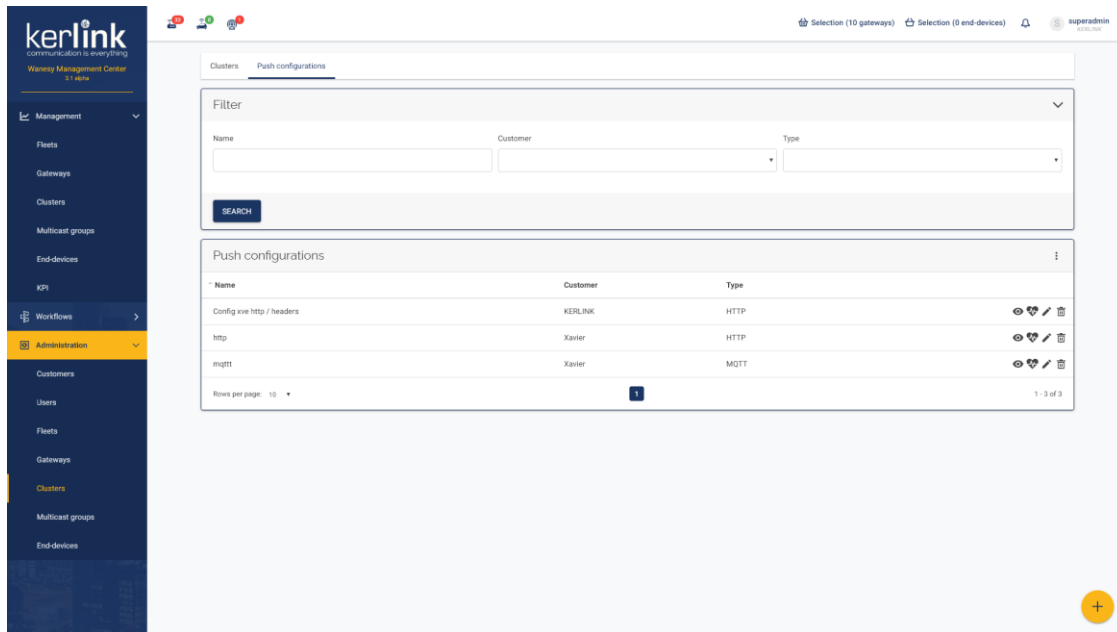 kerlink
communication is everything
Wanesy Management Center
3.1 alpha
Management
Fleets
Gateways
Clusters
Multicast groups
End-devices
KPI
Workflows
Administration
Customers
Users
Fleets
Gateways
Clusters
Multicast groups
End-devices
Selection (10 gateways) Selection (0 end-devices) S superadmin
KERLINK
Clusters Push configurations
Filter
Name Customer Type
SEARCH
Push configurations
Name Customer Type
Config xve http / headers KERLINK HTTP
http Xavier HTTP
mqttt Xavier MQTT
Rows per page: 10 1 1 - 3 of 3